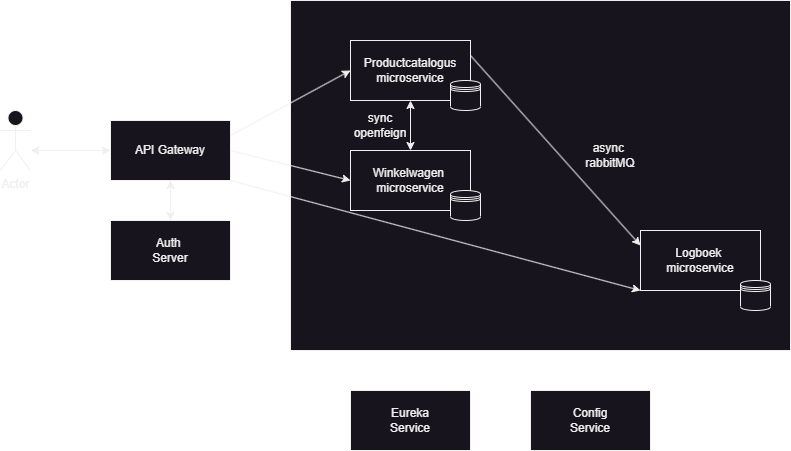 Productcatalogus
microservice
sync
openfeign
async
rabbitMQ
Actor
API Gateway
Winkelwagen
microservice
Auth
Server
Logboek
microservice
Eureka
Service
Config
Service